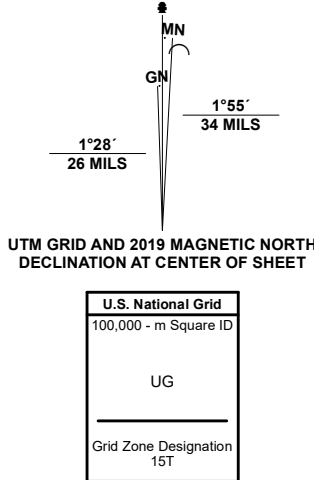 MN
GN
1°55´
34 MILS
1°28´
26 MILS
UTM GRID AND 2019 MAGNETIC NORTH
DECLINATION AT CENTER OF SHEET
U.S. National Grid
100,000 - m Square ID
UG
Grid Zone Designation
15T